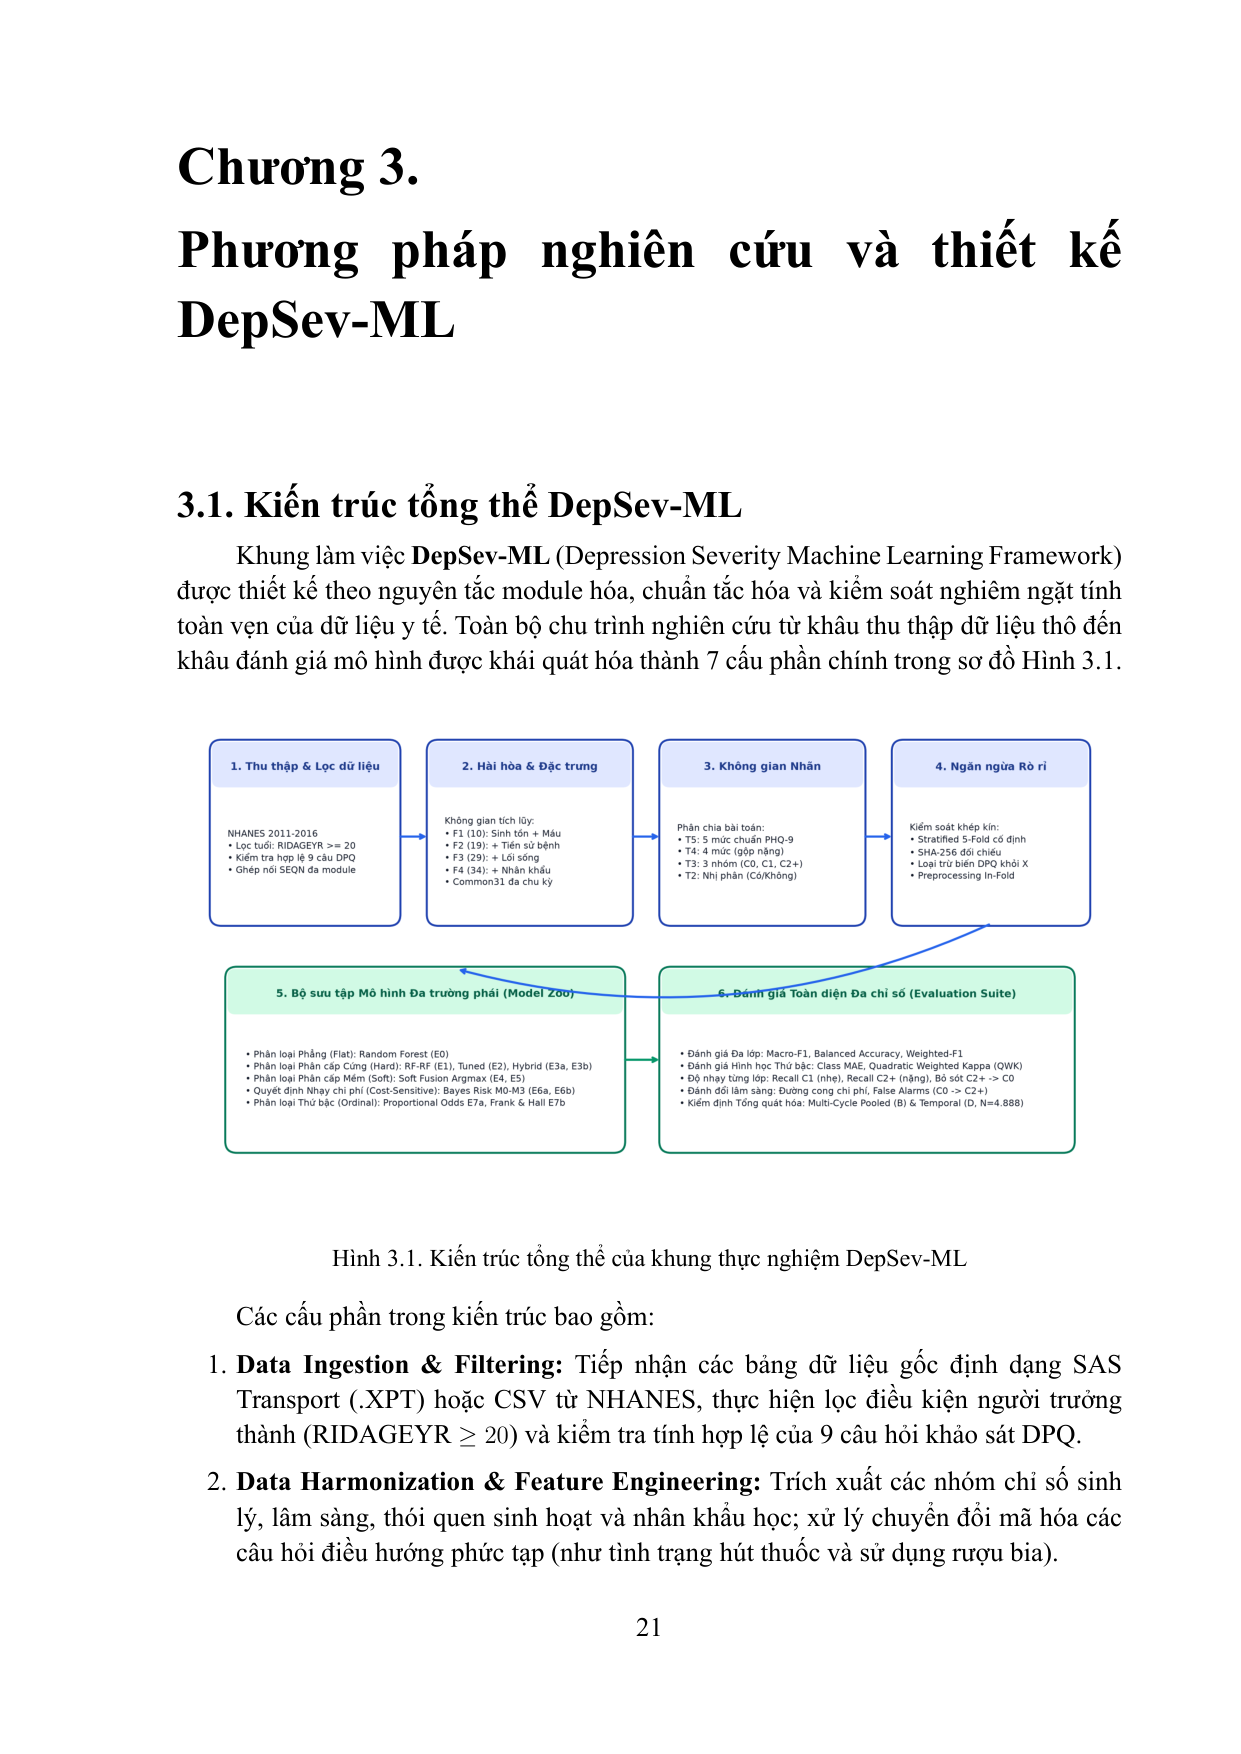 Chương 3.
Phương pháp nghiên cứu và thiết kế
DepSev-ML
3.1. Kiến trúc tổng thể DepSev-ML
Khung làm việc DepSev-ML (Depression Severity Machine Learning Framework)
được thiết kế theo nguyên tắc module hóa, chuẩn tắc hóa và kiểm soát nghiêm ngặt tính
toàn vẹn của dữ liệu y tế. Toàn bộ chu trình nghiên cứu từ khâu thu thập dữ liệu thô đến
khâu đánh giá mô hình được khái quát hóa thành 7 cấu phần chính trong sơ đồ Hình 3.1.
1. Thu thập & Lọc dữ liệu
NHANES 2011-2016
• Lọc tuổi: RIDAGEYR >= 20
• Kiểm tra hợp lệ 9 câu DPQ
• Ghép nối SEQN đa module
2. Hài hòa & Đặc trưng
Không gian tích lũy:
• F1 (10): Sinh tồn + Máu
• F2 (19): + Tiền sử bệnh
• F3 (29): + Lối sống
• F4 (34): + Nhân khẩu
• Common31 đa chu kỳ
3. Không gian Nhãn
Phân chia bài toán:
• T5: 5 mức chuẩn PHQ-9
• T4: 4 mức (gộp nặng)
• T3: 3 nhóm (C0, C1, C2+)
• T2: Nhị phân (Có/Không)
4. Ngăn ngừa Rò rỉ
Kiểm soát khép kín:
• Stratified 5-Fold cố định
• SHA-256 đối chiếu
• Loại trừ biến DPQ khỏi X
• Preprocessing In-Fold
5. Bộ sưu tập Mô hình Đa trường phái (Model Zoo)
• Phân loại Phẳng (Flat): Random Forest (E0)
• Phân loại Phân cấp Cứng (Hard): RF-RF (E1), Tuned (E2), Hybrid (E3a, E3b)
• Phân loại Phân cấp Mềm (Soft): Soft Fusion Argmax (E4, E5)
• Quyết định Nhạy chi phí (Cost-Sensitive): Bayes Risk M0-M3 (E6a, E6b)
• Phân loại Thứ bậc (Ordinal): Proportional Odds E7a, Frank & Hall E7b
6. Đánh giá Toàn diện Đa chỉ số (Evaluation Suite)
• Đánh giá Đa lớp: Macro-F1, Balanced Accuracy, Weighted-F1
• Đánh giá Hình học Thứ bậc: Class MAE, Quadratic Weighted Kappa (QWK)
• Độ nhạy từng lớp: Recall C1 (nhẹ), Recall C2+ (nặng), Bỏ sót C2+ -> C0
• Đánh đổi lâm sàng: Đường cong chi phí, False Alarms (C0 -> C2+)
• Kiểm định Tổng quát hóa: Multi-Cycle Pooled (B) & Temporal (D, N=4.888)
Hình 3.1. Kiến trúc tổng thể của khung thực nghiệm DepSev-ML
Các cấu phần trong kiến trúc bao gồm:
1. Data Ingestion & Filtering: Tiếp nhận các bảng dữ liệu gốc định dạng SAS
Transport (.XPT) hoặc CSV từ NHANES, thực hiện lọc điều kiện người trưởng
thành (RIDAGEYR ≥ 20) và kiểm tra tính hợp lệ của 9 câu hỏi khảo sát DPQ.
2. Data Harmonization & Feature Engineering: Trích xuất các nhóm chỉ số sinh
lý, lâm sàng, thói quen sinh hoạt và nhân khẩu học; xử lý chuyển đổi mã hóa các
câu hỏi điều hướng phức tạp (như tình trạng hút thuốc và sử dụng rượu bia).
21